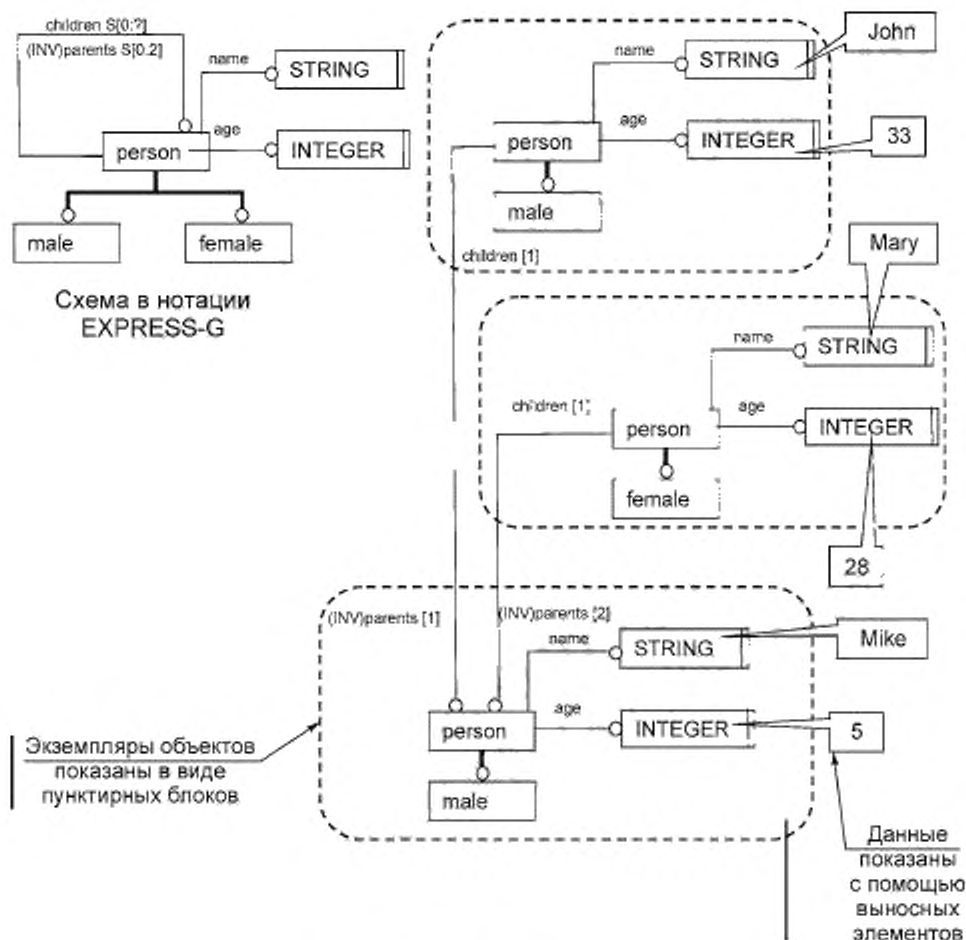 children S[0:?]
(INV)parents S[0.2]
name
STRING
age
person
INTEGER
male
female
Схема в нотации
EXPRESS-G
John
name
STRING
age
person
INTEGER
33
male
children [1]
Mary
name
STRING
children [1]
age
person
INTEGER
female
28
(INV)parents [1]
(INV)parents [2]
name
STRING
Mike
age
person
INTEGER
5
male
Экземпляры объектов
показаны в виде
пунктирных блоков
Данные
показаны
с помощью
выносных
элементов